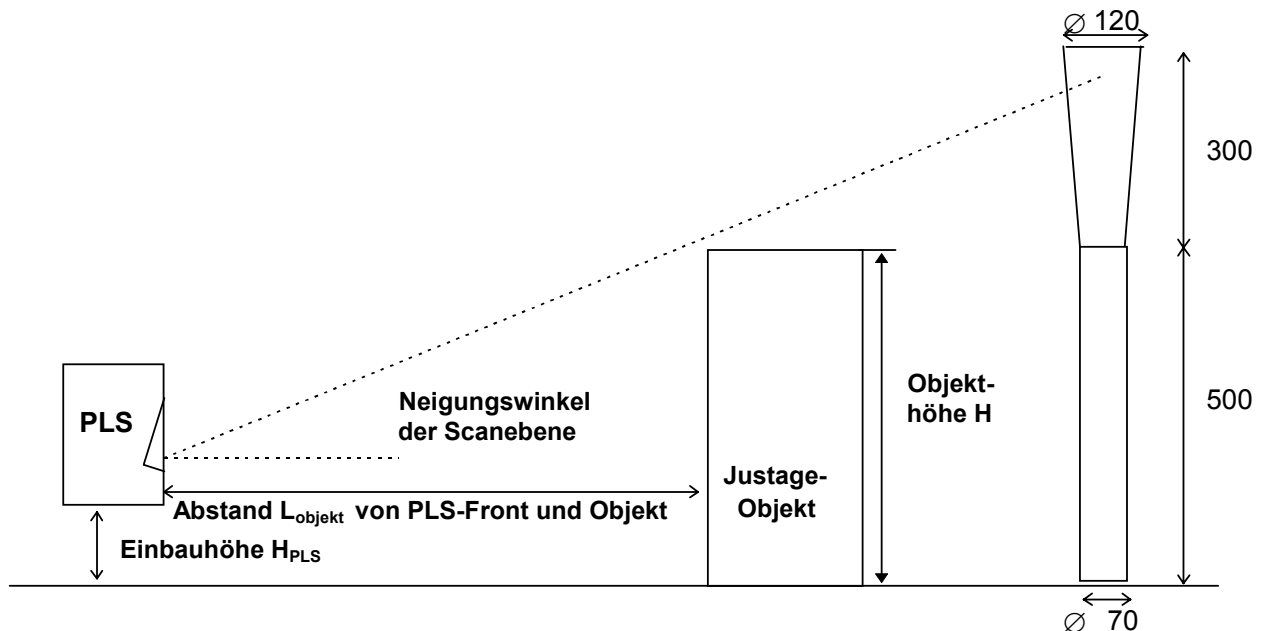 ∅ 120
300
PLS
Neigungswinkel
der Scanebene
Objekt-
höhe H
500
Justage-
Objekt
Abstand Lobjekt von PLS-Front und Objekt
Einbauhöhe HPLS
∅ 70